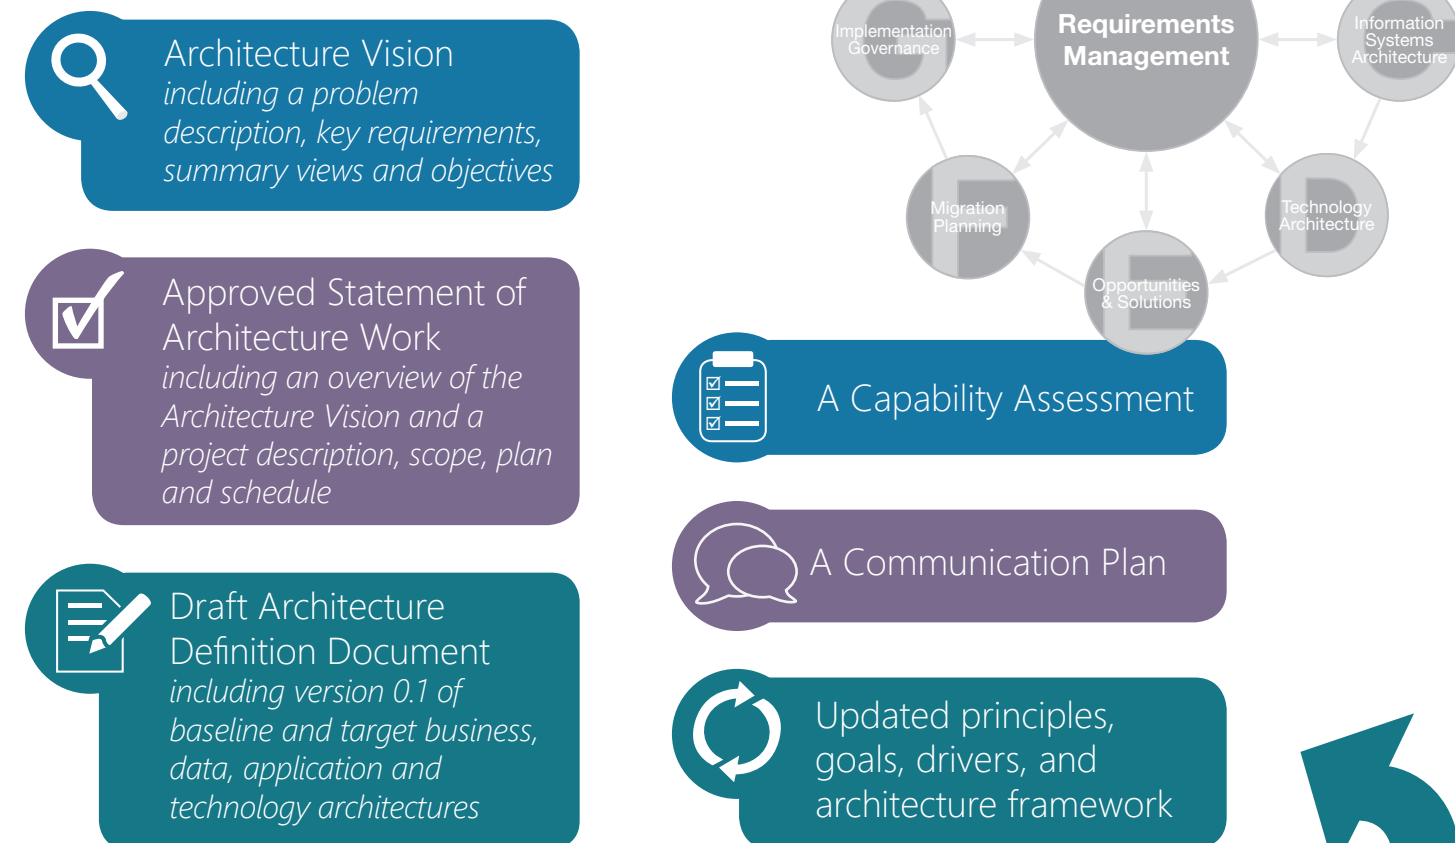 Architecture Vision
including a problem
description, key requirements,
summary views and objectives
Approved Statement of
Architecture Work
including an overview of the
Architecture Vision and a
project description, scope, plan
and schedule
Draft Architecture
Definition Document
including version 0.1 of
baseline and target business,
data, application and
technology architectures
G
Implementation
Governance
Requirements
Management
C
Information
Systems
Architecture
F
Migration
Planning
D
Technology
Architecture
E
Opportunities
& Solutions
A Capability Assessment
A Communication Plan
Updated principles,
goals, drivers, and
architecture framework